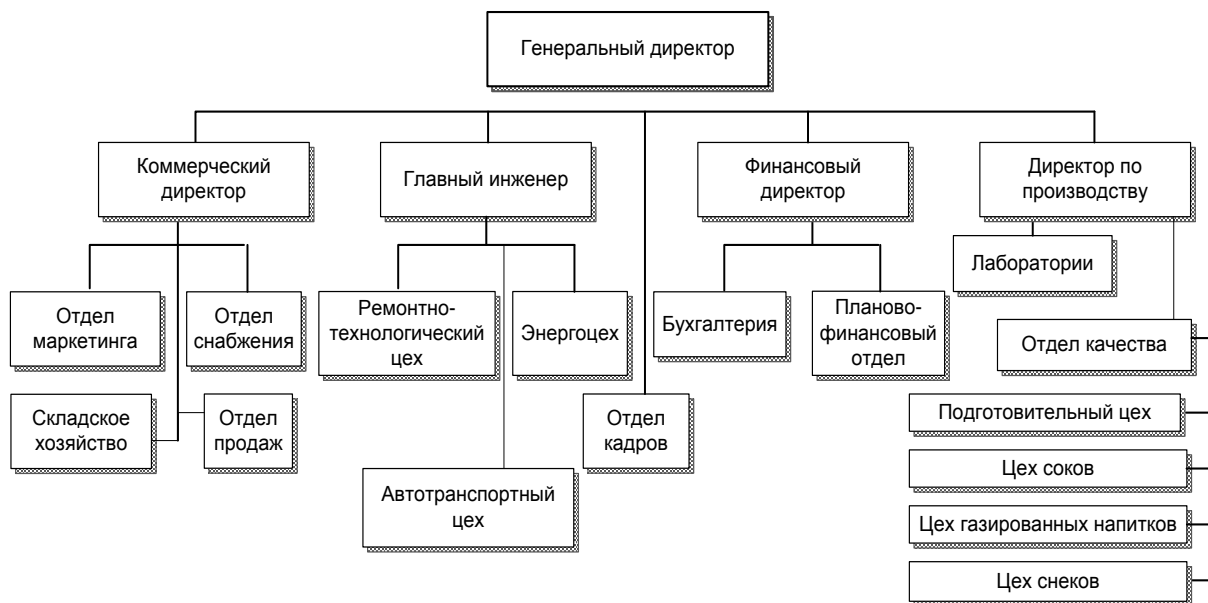 Генеральный директор
Коммерческий
директор
Главный инженер
Финансовый
директор
Директор по
производству
Отдел
маркетинга
Отдел
снабжения
Складское
хозяйство
Отдел
продаж
Ремонтно-
технологический
цех
Энергоцех
Автотранспортный
цех
Отдел
кадров
Бухгалтерия
Планово-
финансовый
отдел
Лаборатории
Отдел качества
Подготовительный цех
Цех соков
Цех газированных напитков
Цех снеков